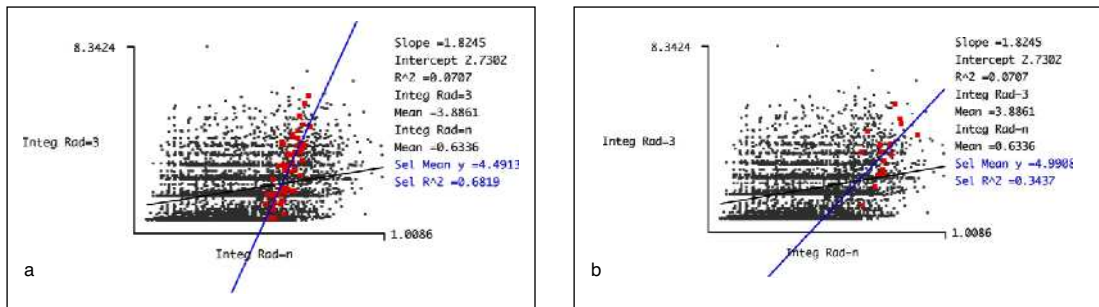 8.3424
Integ Rad=3
Slope =1.8245
Intercept 2.7302
R^2 =0.0707
Integ Rad=3
Mean =3.8861
Integ Rad=n
Mean =0.6336
Sel Mean y =4.4913
Sel R^2 =0.6819
1.0086
Integ Rad=n
a
8.3424
Integ Rad=3
Slope =1.8245
Intercept 2.7302
R^2 =0.0707
Integ Rad=3
Mean =3.8861
Integ Rad=n
Mean =0.6336
Sel Mean y =4.9908
Sel R^2 =0.3437
1.0086
Integ Rad=n
b